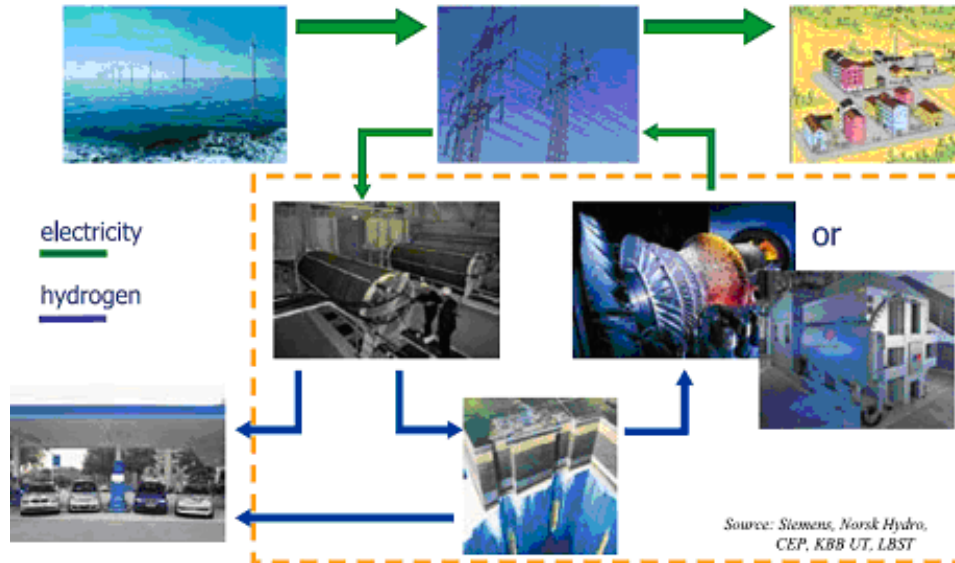 or
electricity
hydrogen
Source: Siemens, Norsk Hydro,
CEP, KBB UT, LBST